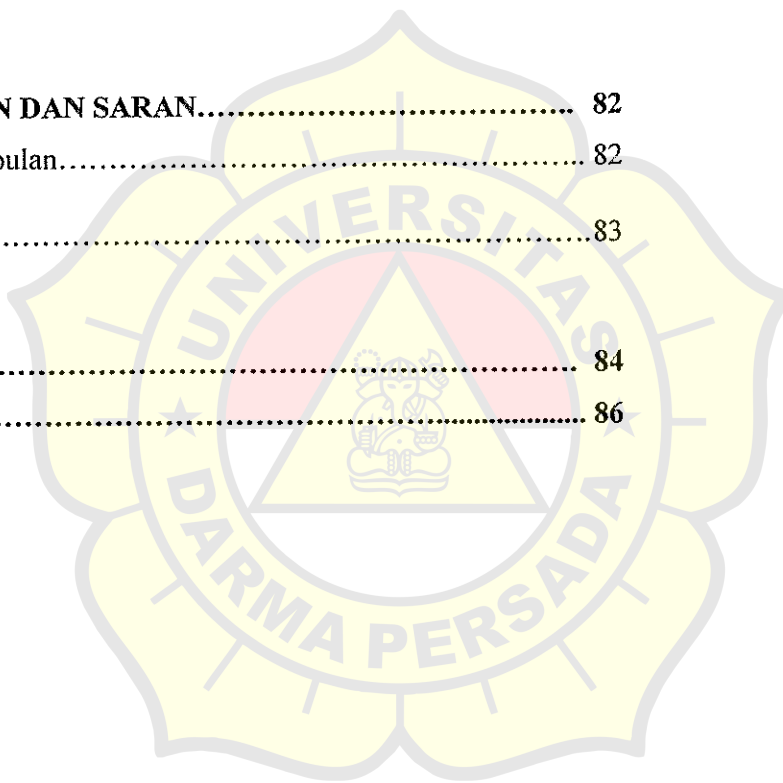 N DAN SARAN.......................................... 82
pulan............................................................ 82
.....................................................................83
..................................................................... 84
..................................................................... 86
UNIVERSITAS
DARMA PERSADA